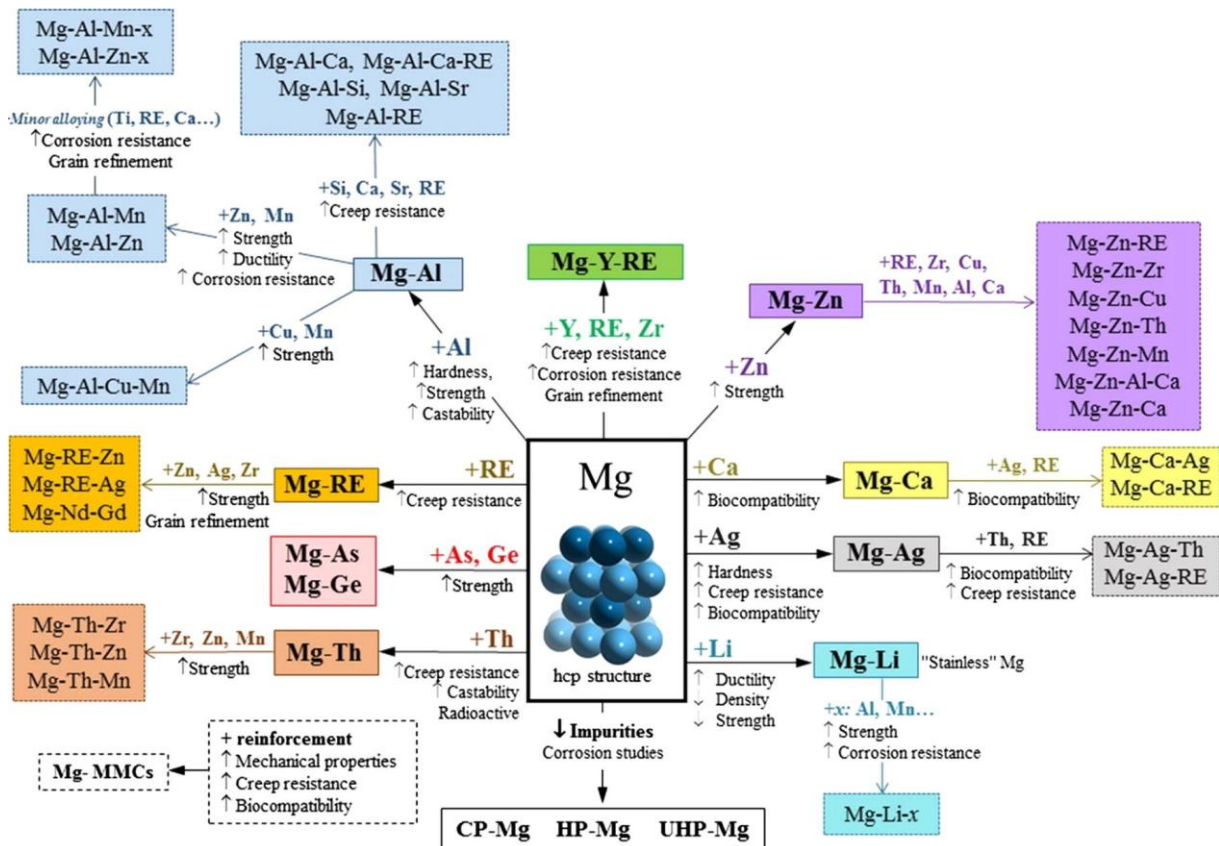 Mg-Al-Mn-x
Mg-Al-Zn-x
Minor alloying (Ti, RE, Ca…)
↑Corrosion resistance
Grain refinement
Mg-Al-Mn
Mg-Al-Zn
Mg-Al-Ca, Mg-Al-Ca-RE
Mg-Al-Si, Mg-Al-Sr
Mg-Al-RE
+Si, Ca, Sr, RE
↑Creep resistance
+Zn, Mn
↑ Strength
↑ Ductility
↑ Corrosion resistance
Mg-Al
+Cu, Mn
↑ Strength
Mg-Al-Cu-Mn
+Al
↑ Hardness,
↑Strength
↑ Castability
Mg-Y-RE
+Y, RE, Zr
↑Creep resistance
↑Corrosion resistance
Grain refinement
Mg-Zn
+Zn
↑ Strength
+RE, Zr, Cu,
Th, Mn, Al, Ca
Mg-Zn-RE
Mg-Zn-Zr
Mg-Zn-Cu
Mg-Zn-Th
Mg-Zn-Mn
Mg-Zn-Al-Ca
Mg-Zn-Ca
Mg-RE-Zn
Mg-RE-Ag
Mg-Nd-Gd
+Zn, Ag, Zr
↑Strength
Grain refinement
Mg-RE
+RE
↑Creep resistance
Mg
hcp structure
+Ca
↑ Biocompatibility
Mg-Ca
+Ag, RE
↑ Biocompatibility
Mg-Ca-Ag
Mg-Ca-RE
Mg-As
Mg-Ge
+As, Ge
↑Strength
+Ag
↑ Hardness
↑ Creep resistance
↑ Biocompatibility
Mg-Ag
+Th, RE
↑ Biocompatibility
↑ Creep resistance
Mg-Ag-Th
Mg-Ag-RE
Mg-Th-Zr
Mg-Th-Zn
Mg-Th-Mn
+Zr, Zn, Mn
↑Strength
Mg-Th
+Th
↑Creep resistance
↑ Castability
Radioactive
+Li
↑ Ductility
↓ Density
↓ Strength
Mg-Li
"Stainless" Mg
+x: Al, Mn…
↑ Strength
↑ Corrosion resistance
Mg-Li-x
Mg- MMCs
+ reinforcement
↑ Mechanical properties
↑ Creep resistance
↑ Biocompatibility
↓ Impurities
Corrosion studies
CP-Mg HP-Mg UHP-Mg